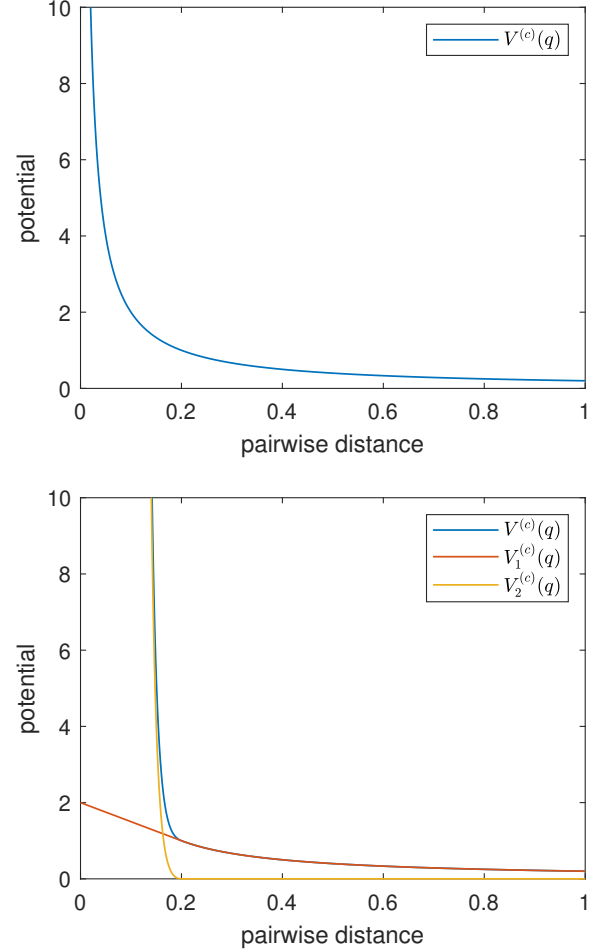 10
8
6
4
2
0
potential
V^{(c)}(q)
0 0.2 0.4 0.6 0.8 1
pairwise distance
10
8
6
4
2
0
potential
V^{(c)}(q)
V_1^{(c)}(q)
V_2^{(c)}(q)
0 0.2 0.4 0.6 0.8 1
pairwise distance